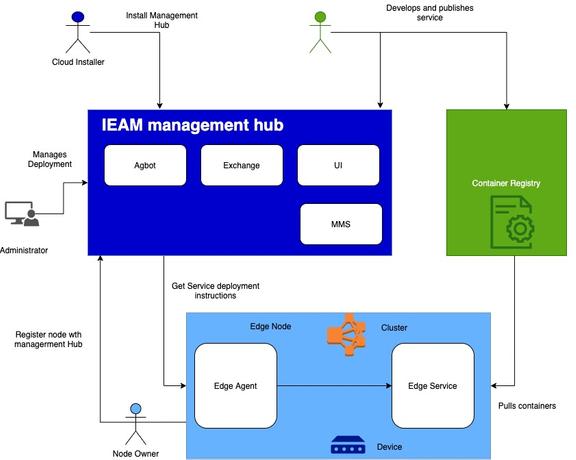 Install Management
Hub
Develops and publishes
service
Cloud Installer
IEAM management hub
Agbot
Exchange
UI
MMS
Manages
Deployment
Administrator
Container Registry
Get Service deployment
instructions
Register node wth
management Hub
Edge Node
Cluster
Edge Agent
Edge Service
Pulls containers
Node Owner
Device